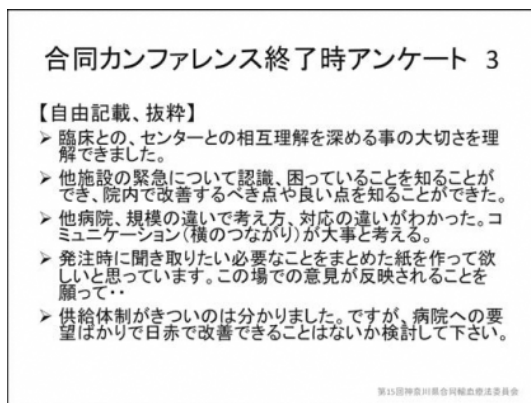 合同カンファレンス終了時アンケート 3
【自由記載、抜粋】
➢ 臨床との、センターとの相互理解を深める事の大切さを理
解できました。
➢ 他施設の緊急について認識、困っていることを知ることが
でき、院内で改善するべき点や良い点を知ることができた。
➢ 他病院、規模の違いで考え方、対応の違いがわかった。コ
ミュニケーション(横のつながり)が大事と考える。
➢ 発注時に聞き取りたい必要なことをまとめた紙を作って欲
しいと思っています。この場での意見が反映されることを
願って・・
➢ 供給体制がきついのは分かりました。ですが、病院への要
望ばかりで日赤で改善できることはないか検討して下さい。
第15回神奈川県合同輸血療法委員会